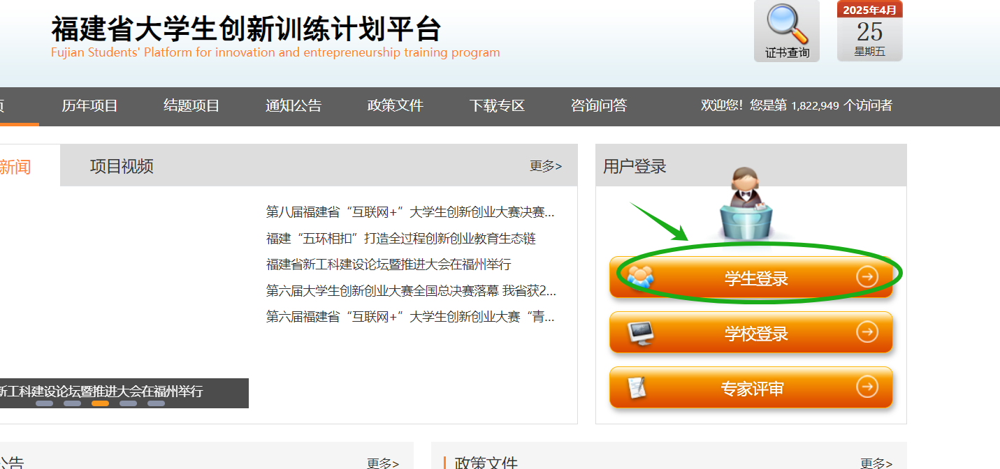 福建省大学生创新训练计划平台
Fujian Students' Platform for innovation and entrepreneurship training program
证书查询
2025年4月
25
星期五
页 历年项目 结题项目 通知公告 政策文件 下载专区 咨询问答 欢迎您！您是第 1,822,949 个访问者
新闻 项目视频 更多>
第八届福建省“互联网+”大学生创新创业大赛决赛...
福建“五环相扣”打造全过程创新创业教育生态链
福建省新工科建设论坛暨推进大会在福州举行
第六届大学生创新创业大赛全国总决赛落幕 我省获2...
第六届福建省“互联网+”大学生创新创业大赛“青...
新工科建设论坛暨推进大会在福州举行
用户登录
学生登录
学校登录
专家评审
公告 更多>
政策文件 更多>